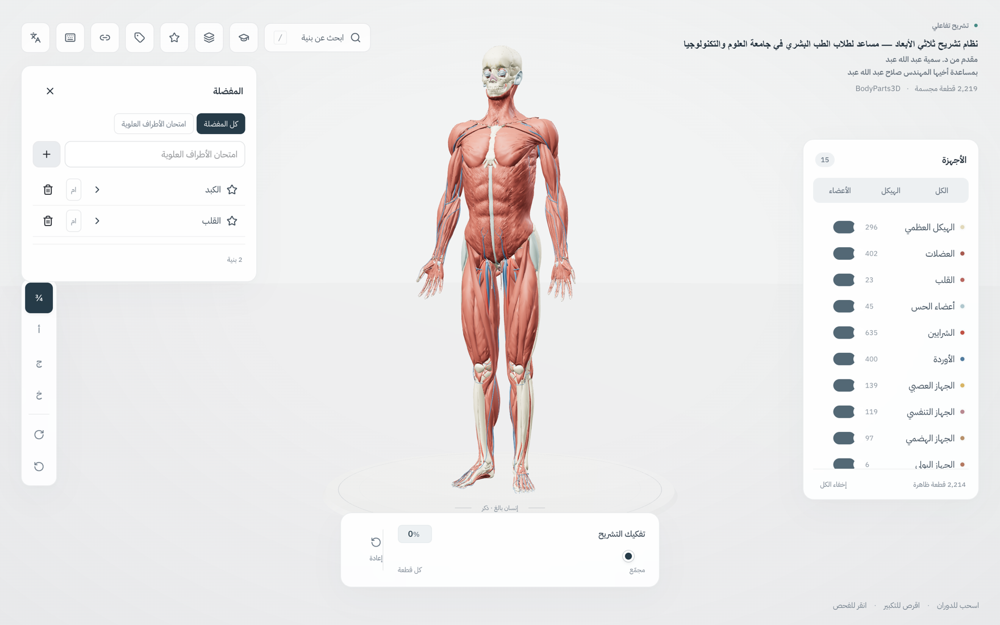 تشريح تفاعلي
نظام تشريح ثلاثي الأبعاد — مساعد لطلاب الطب البشري في جامعة العلوم والتكنولوجيا
مقدم من د. سمية عبد الله عبد
بمساعدة أخيها المهندس صلاح عبد الله عبد
2,219 قطعة مجسمة · BodyParts3D
ابحث عن بنية /
المفضلة
كل المفضلة
امتحان الأطراف العلوية
امتحان الأطراف العلوية
الكبد
ام
القلب
ام
2 بنية
¾
أ
ج
خ
الأجهزة 15
الكل
الهيكل
الأعضاء
الهيكل العظمي 296
العضلات 402
القلب 23
أعضاء الحس 45
الشرايين 635
الأوردة 400
الجهاز العصبي 139
الجهاز التنفسي 119
الجهاز الهضمي 97
الجهاز البولي 6
2,214 قطعة ظاهرة
إخفاء الكل
إنسان بالغ · ذكر
تفكيك التشريح
0%
إعادة
مجمّع
كل قطعة
اسحب للدوران · اقرص للتكبير · انقر للفحص